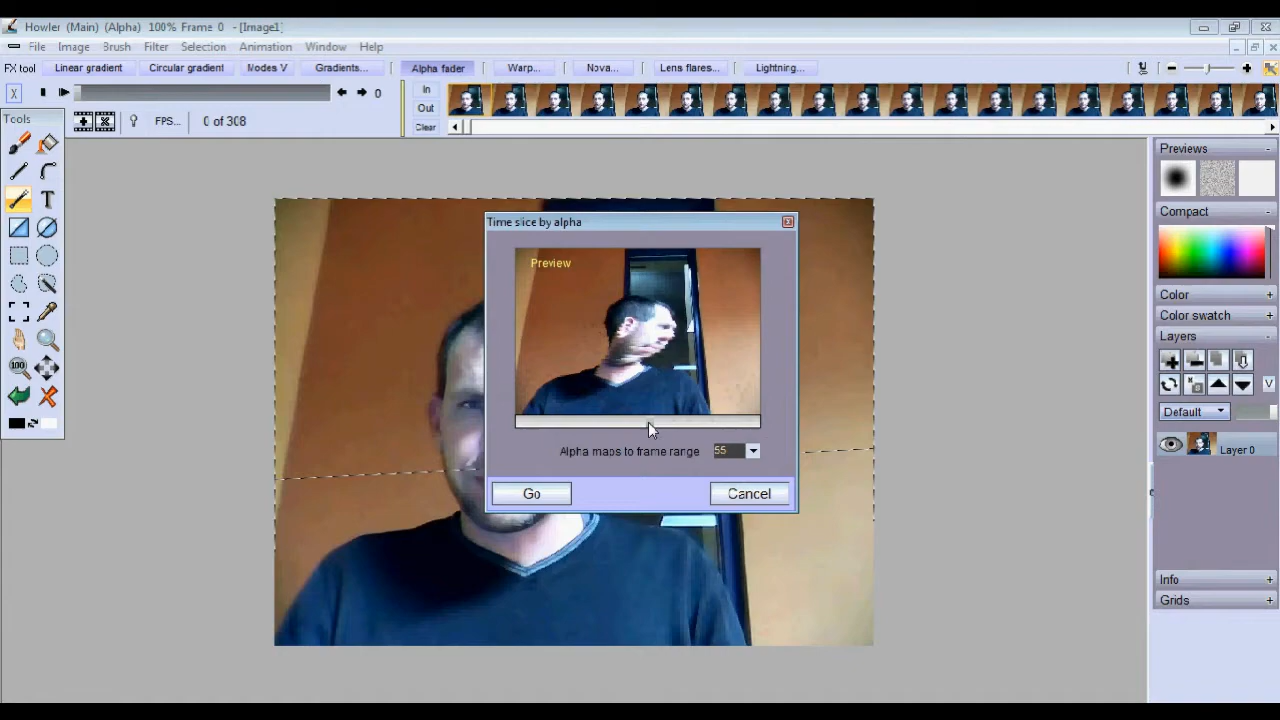 Howler (Main) (Alpha) 100% Frame 0 - [Image1]
File Image Brush Filter Selection Animation Window Help
FX tool Linear gradient Circular gradient Modes V Gradients... Alpha fader Warp... Nova... Lens flares... Lightning...
0 In
Out
FPS... 0 of 308
Clear
Tools
T
100
Previews
Compact
Color
Color swatch
Layers
V
Default
Layer 0
Info
Grids
Time slice by alpha
Preview
Alpha maps to frame range 55
Go Cancel